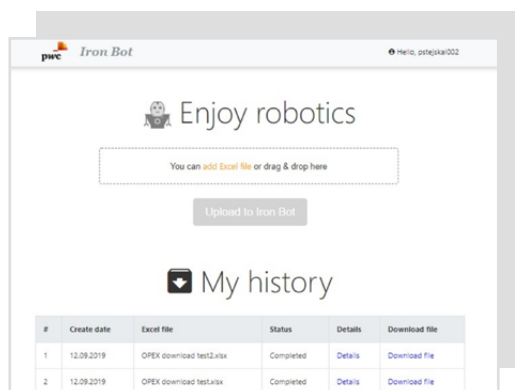 pwc Iron Bot Hello, pstejskal002
Enjoy robotics
You can add Excel file or drag & drop here
Upload to Iron Bot
My history
# Create date Excel file Status Details Download file
1 12.09.2019 OPEX download test2.xlsx Completed Details Download file
2 12.09.2019 OPEX download test.xlsx Completed Details Download file